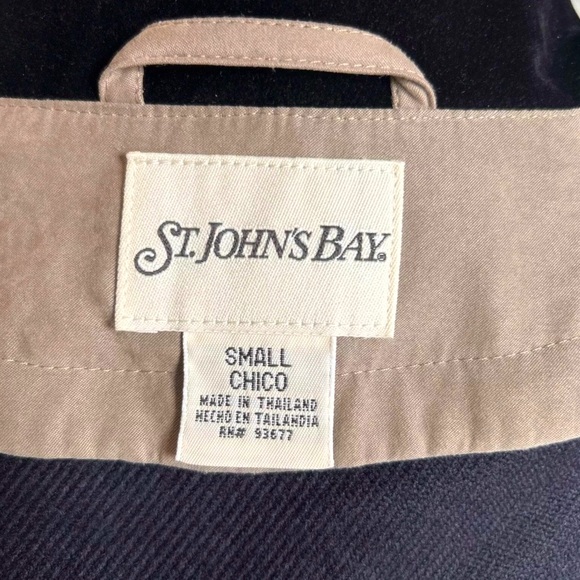 ST. JOHN'S BAY®
SMALL
CHICO
MADE IN THAILAND
HECHO EN TAILANDIA
RN# 93677